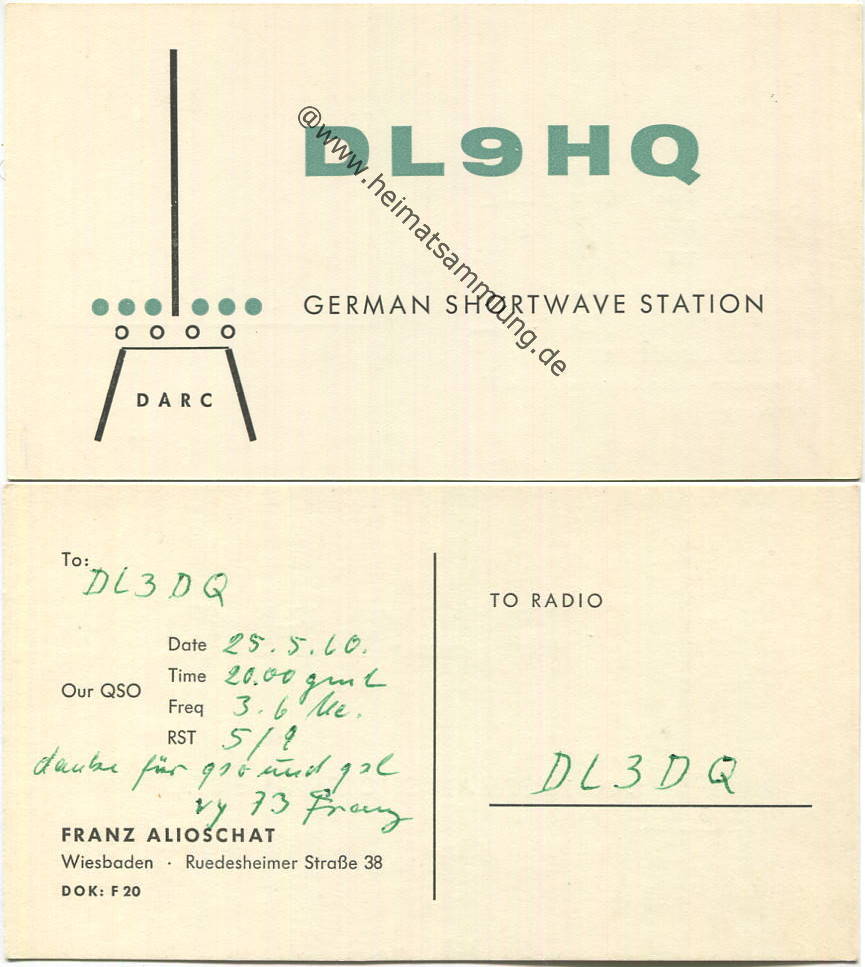 DL9HQ
@www.heimatsammlung.de
GERMAN SHORTWAVE STATION
DARC
To:
DL3DQ
Our QSO
Date 25.5.60.
Time 20.00 gmt
Freq 3.6 Mc.
RST 5/9
danke für qso und qsl
vy 73 Franz
FRANZ ALIOSCHAT
Wiesbaden · Ruedesheimer Straße 38
DOK: F 20
TO RADIO
DL3DQ